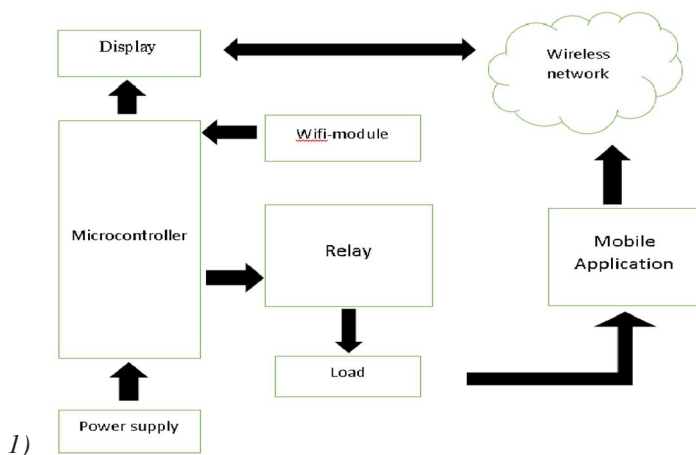 Display
Wireless
network
Wifi-module
Microcontroller
Relay
Mobile
Application
Load
Power supply
1)